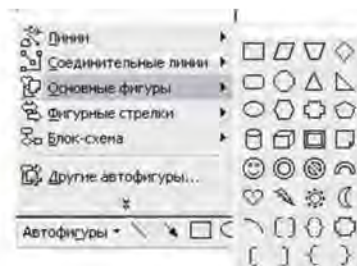 Линии
Соединительные линии
Основные фигуры
Фигурные стрелки
Блок-схема
Другие автофигуры...
Автофигуры